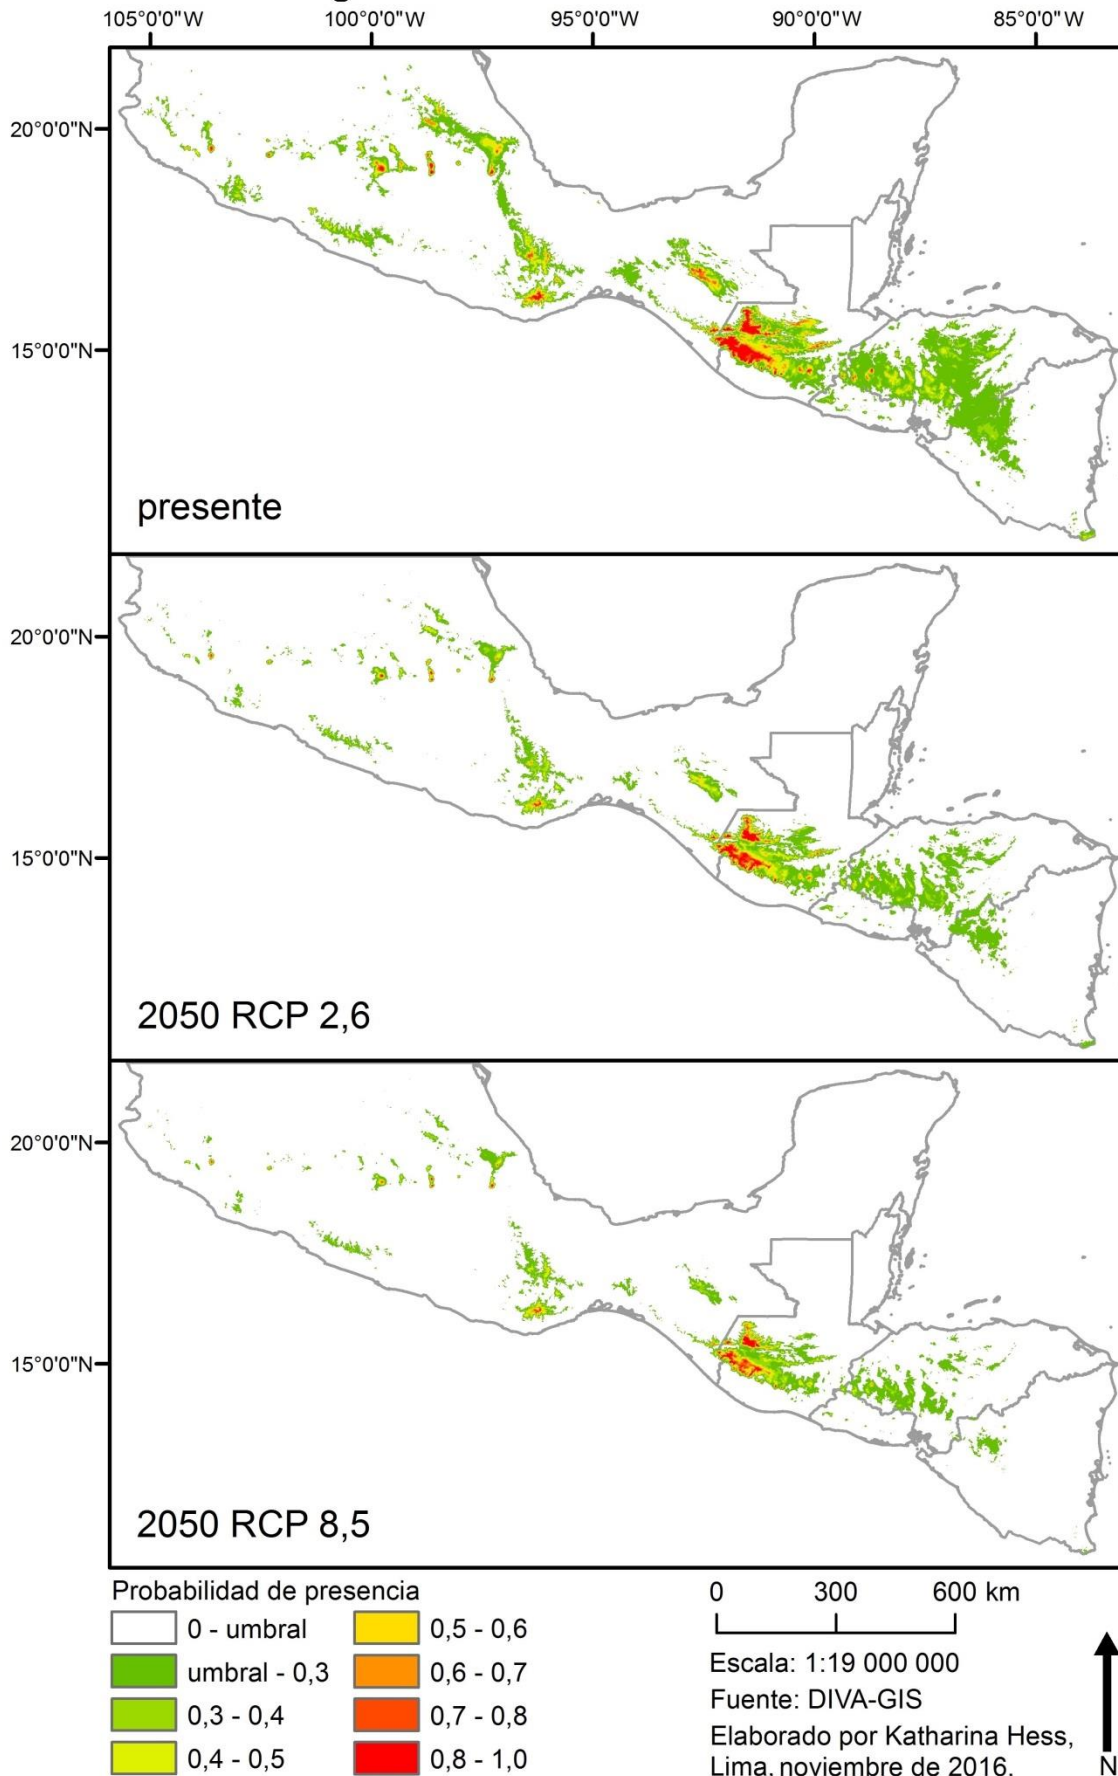 105°0'0"W 100°0'0"W 95°0'0"W 90°0'0"W 85°0'0"W
20°0'0"N
15°0'0"N
presente
20°0'0"N
15°0'0"N
2050 RCP 2,6
20°0'0"N
15°0'0"N
2050 RCP 8,5
Probabilidad de presencia
0 - umbral
umbral - 0,3
0,3 - 0,4
0,4 - 0,5
0,5 - 0,6
0,6 - 0,7
0,7 - 0,8
0,8 - 1,0
0 300 600 km
Escala: 1:19 000 000
Fuente: DIVA-GIS
Elaborado por Katharina Hess,
Lima, noviembre de 2016.
N